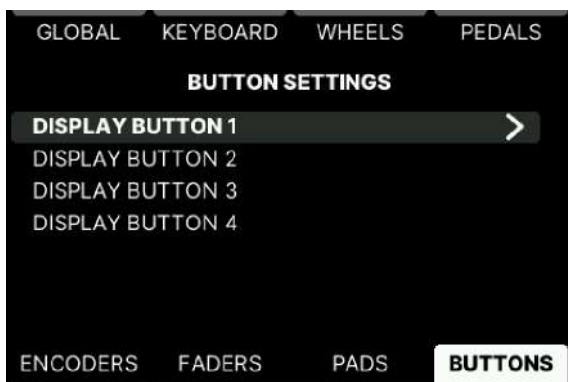 GLOBAL KEYBOARD WHEELS PEDALS
BUTTON SETTINGS
DISPLAY BUTTON 1
DISPLAY BUTTON 2
DISPLAY BUTTON 3
DISPLAY BUTTON 4
ENCODERS FADERS PADS BUTTONS